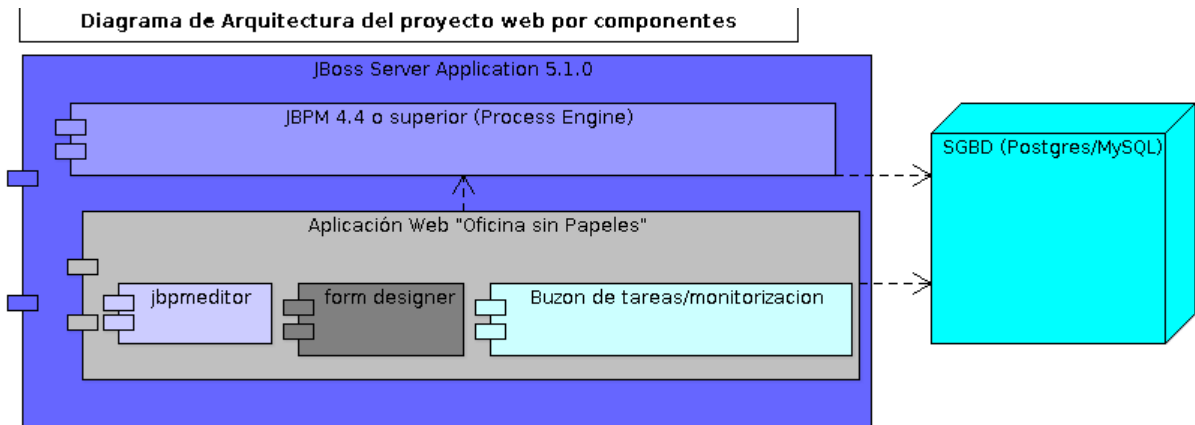 Diagrama de Arquitectura del proyecto web por componentes
JBoss Server Application 5.1.0
JBPM 4.4 o superior (Process Engine)
SGBD (Postgres/MySQL)
Aplicación Web "Oficina sin Papeles"
jbpmeditor
form designer
Buzon de tareas/monitorizacion